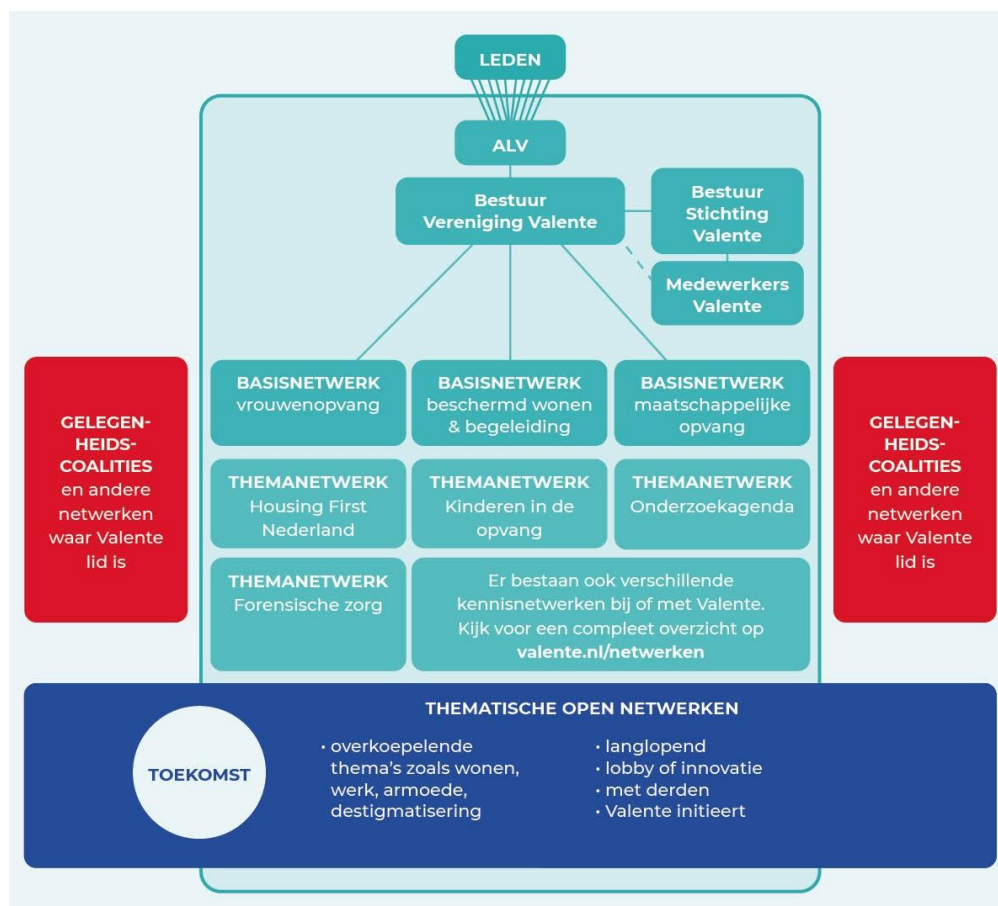 LEDEN
ALV
Bestuur
Vereniging Valente
Bestuur
Stichting
Valente
Medewerkers
Valente
GELEGEN-
HEIDS-
COALITIES
en andere
netwerken
waar Valente
lid is
BASISNETWERK
vrouwenopvang
BASISNETWERK
beschermd wonen
& begeleiding
BASISNETWERK
maatschappelijke
opvang
THEMANETWERK
Housing First
Nederland
THEMANETWERK
Kinderen in de
opvang
THEMANETWERK
Onderzoekagenda
THEMANETWERK
Forensische zorg
Er bestaan ook verschillende
kennisnetwerken bij of met Valente.
Kijk voor een compleet overzicht op
valente.nl/netwerken
GELEGEN-
HEIDS-
COALITIES
en andere
netwerken
waar Valente
lid is
TOEKOMST
THEMATISCHE OPEN NETWERKEN
• overkoepelende
thema's zoals wonen,
werk, armoede,
destigmatisering
• langlopend
• lobby of innovatie
• met derden
• Valente initieert